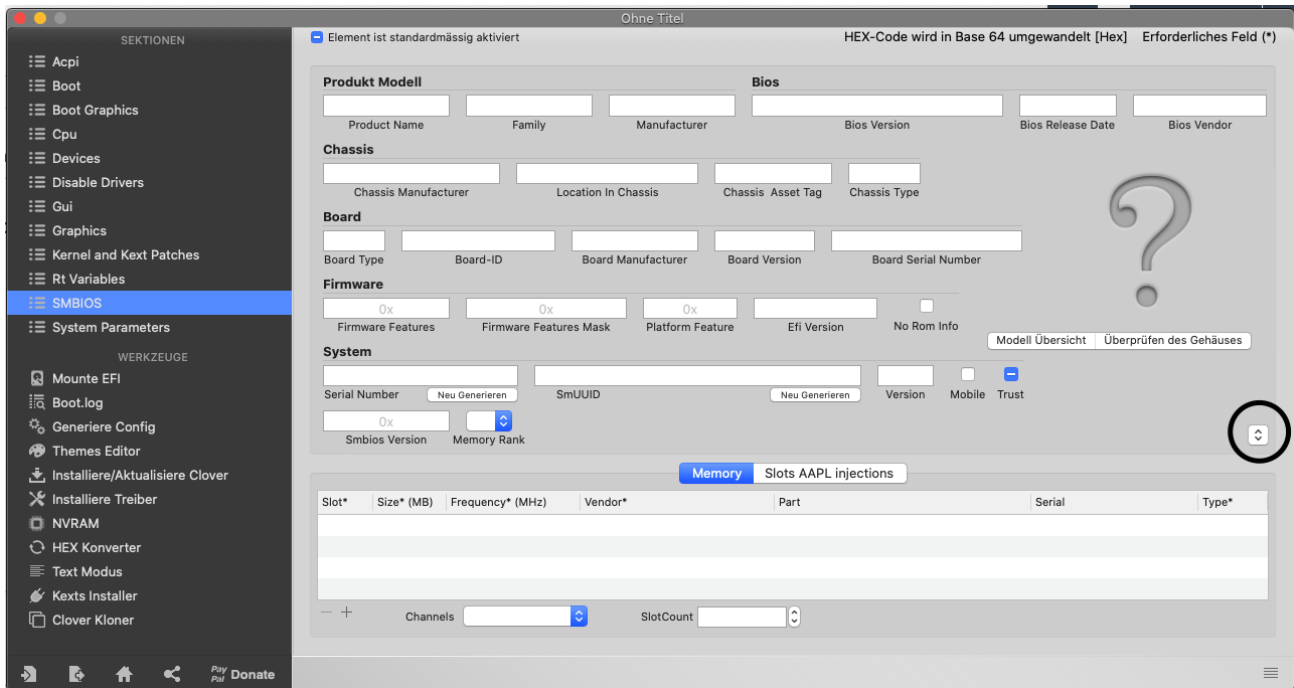 Ohne Titel
SEKTIONEN
Acpi
Boot
Boot Graphics
Cpu
Devices
Disable Drivers
Gui
Graphics
Kernel and Kext Patches
Rt Variables
SMBIOS
System Parameters
WERKZEUGE
Mounte EFI
Boot.log
Generiere Config
Themes Editor
Installiere/Aktualisiere Clover
Installiere Treiber
NVRAM
HEX Konverter
Text Modus
Kexts Installer
Clover Kloner
Pay Pal Donate
Element ist standardmässig aktiviert HEX-Code wird in Base 64 umgewandelt [Hex] Erforderliches Feld (*)
Produkt Modell Bios
Product Name Family Manufacturer Bios Version Bios Release Date Bios Vendor
Chassis
Chassis Manufacturer Location In Chassis Chassis Asset Tag Chassis Type
Board
Board Type Board-ID Board Manufacturer Board Version Board Serial Number
Firmware
0x 0x 0x
Firmware Features Firmware Features Mask Platform Feature Efi Version No Rom Info
?
Modell Übersicht Überprüfen des Gehäuses
System
Serial Number Neu Generieren SmUUID Neu Generieren Version Mobile Trust
0x
Smbios Version Memory Rank
Memory Slots AAPL injections
Slot* Size* (MB) Frequency* (MHz) Vendor* Part Serial Type*
Channels SlotCount